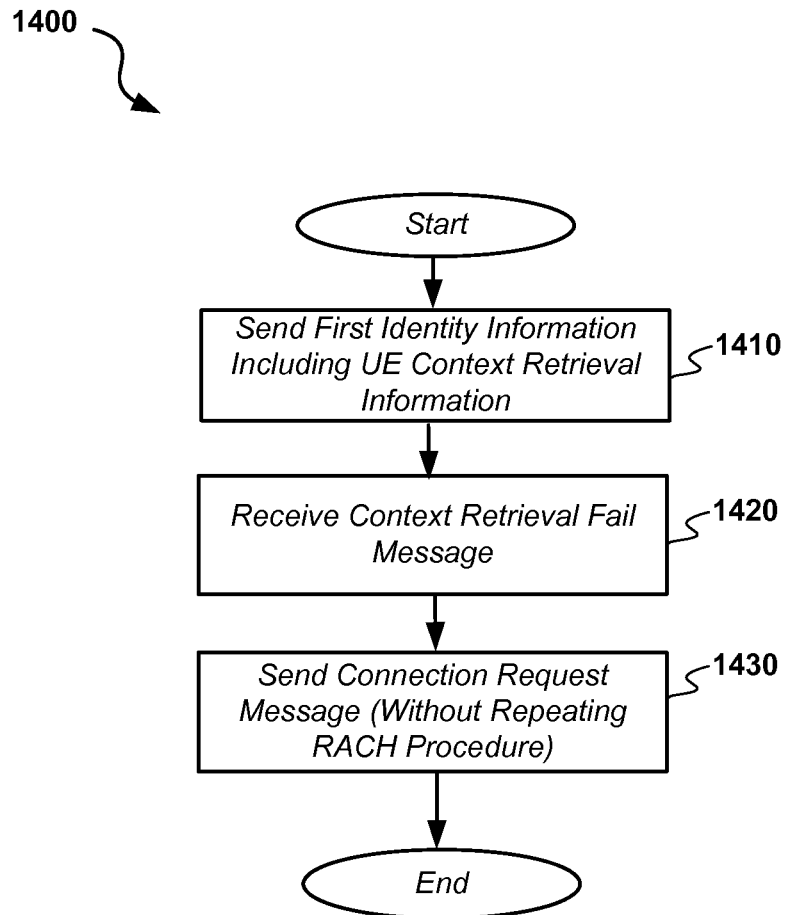 1400
Start
Send First Identity Information
Including UE Context Retrieval
Information
1410
Receive Context Retrieval Fail
Message
1420
Send Connection Request
Message (Without Repeating
RACH Procedure)
1430
End